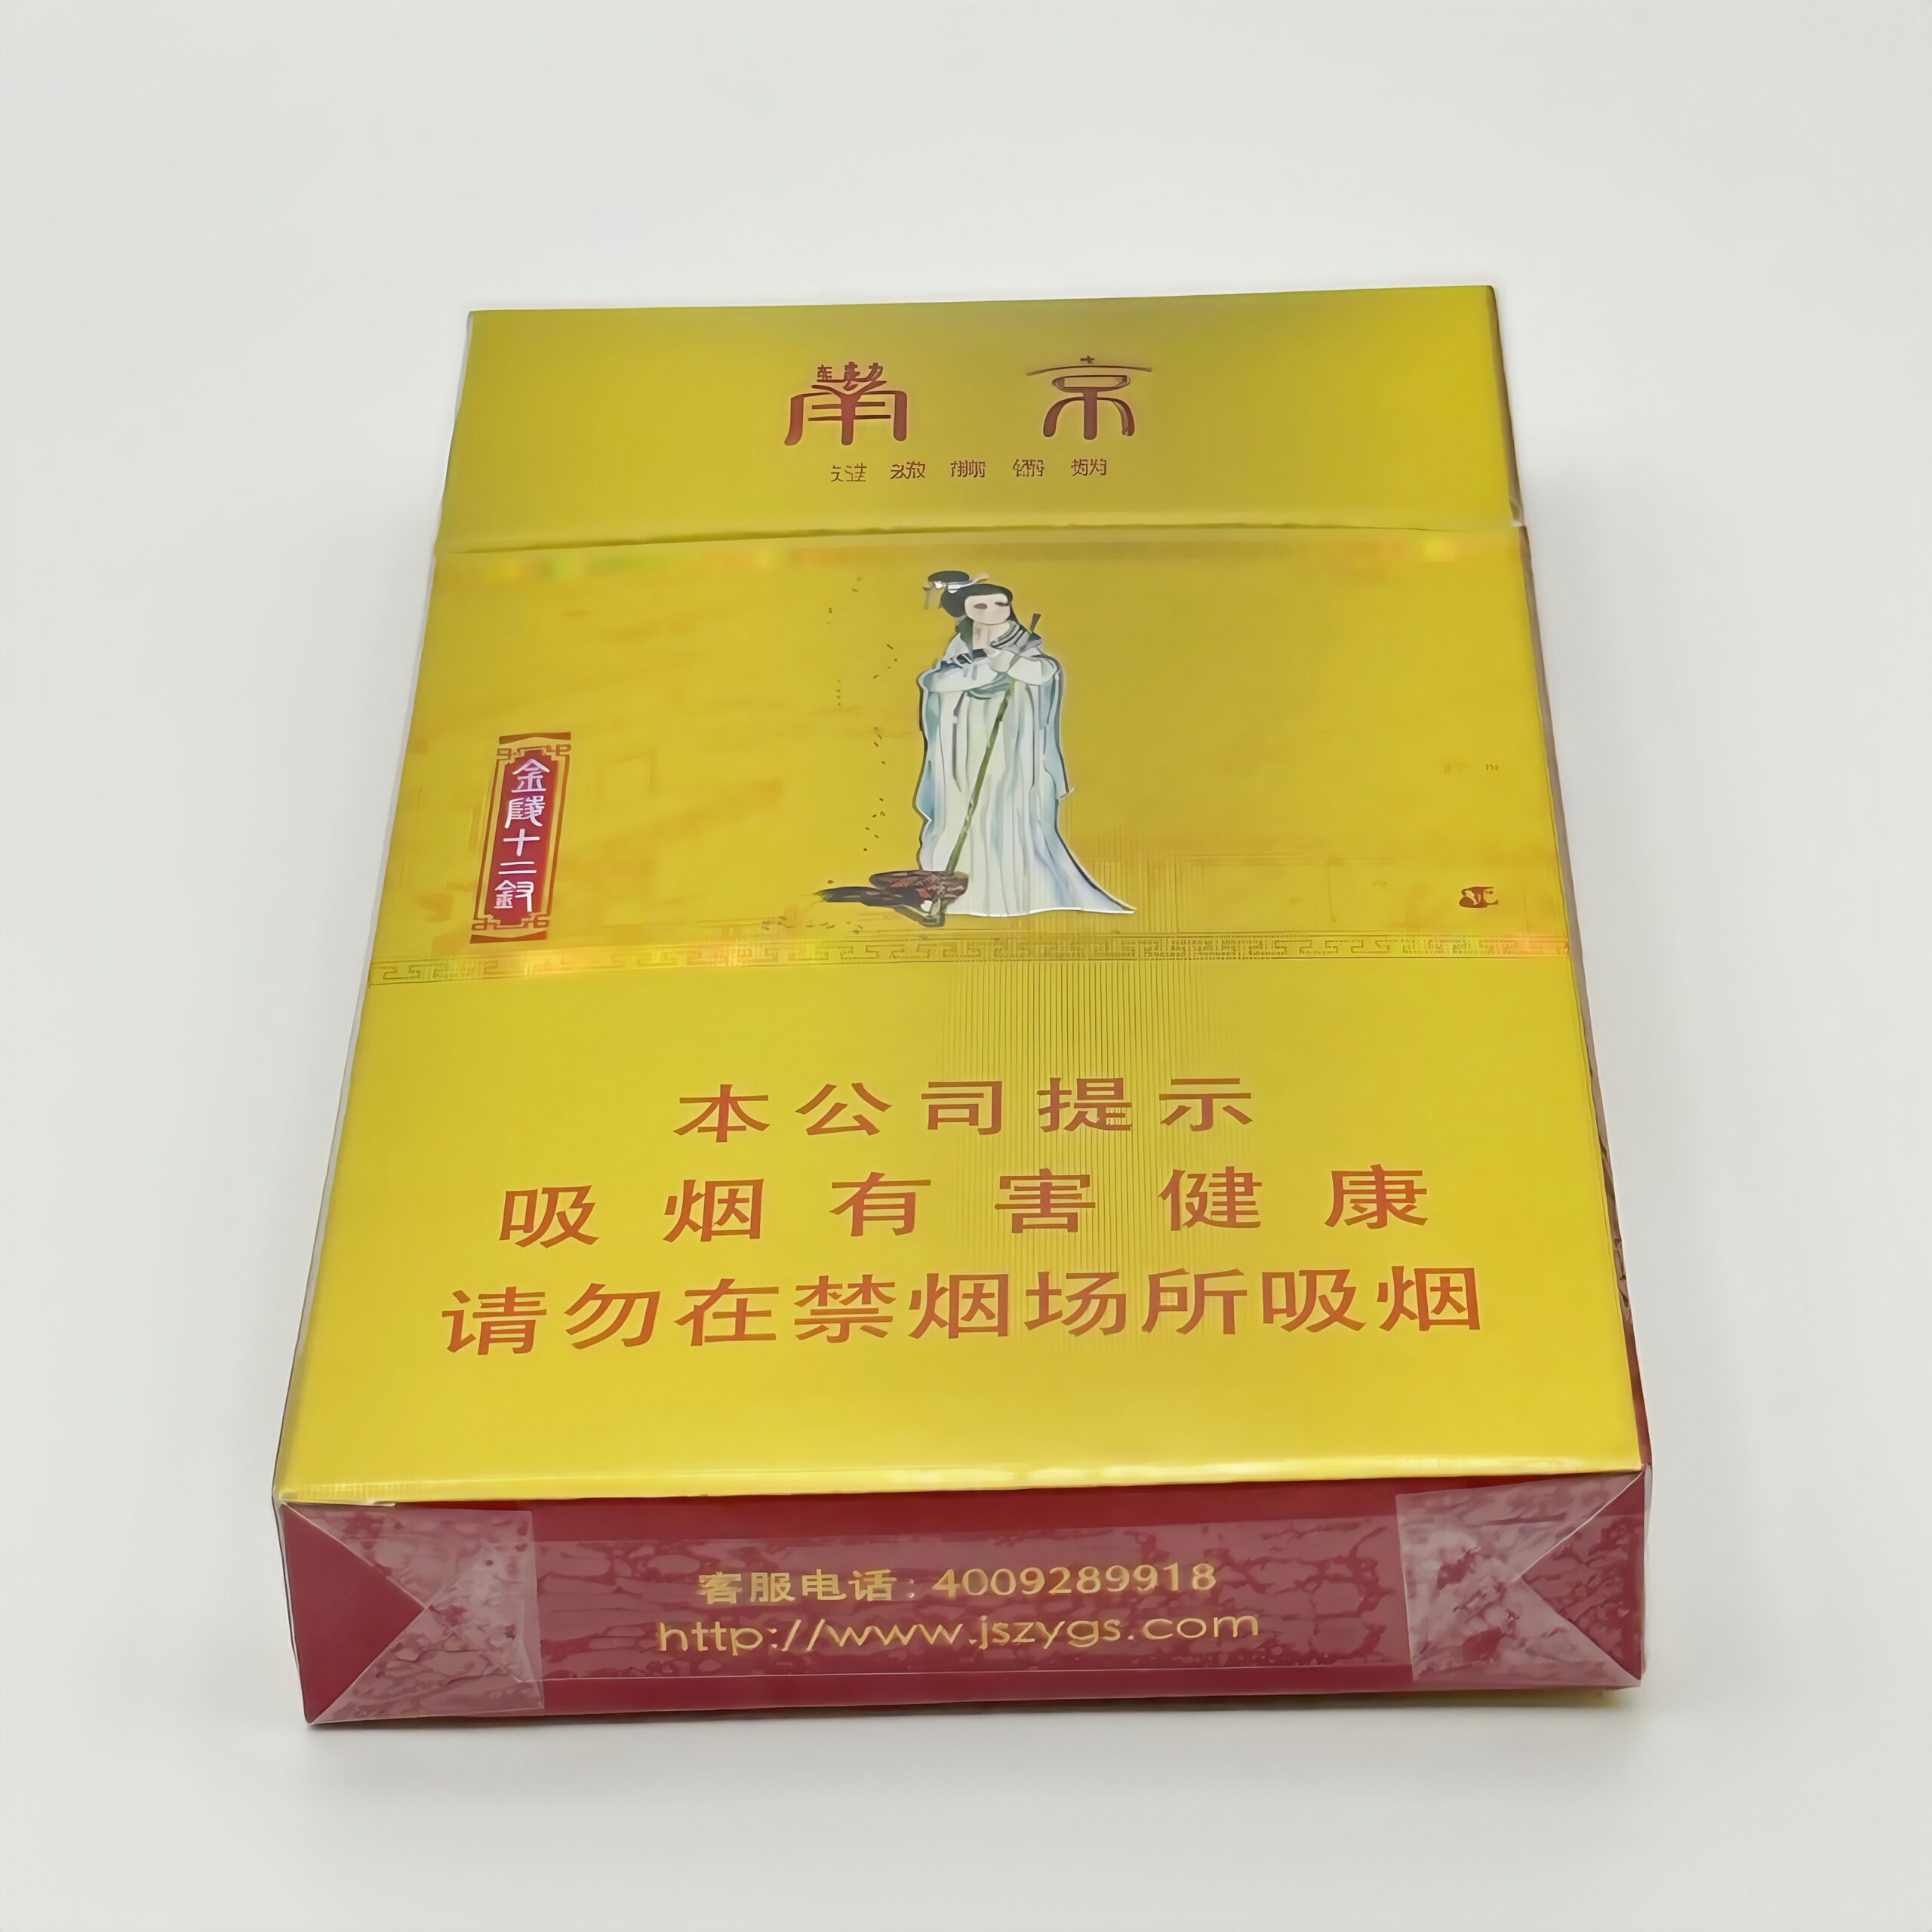 南京
金陵十二釵
本公司提示
吸烟有害健康
请勿在禁烟场所吸烟
客服电话:4009289918
http://www.jszygs.com